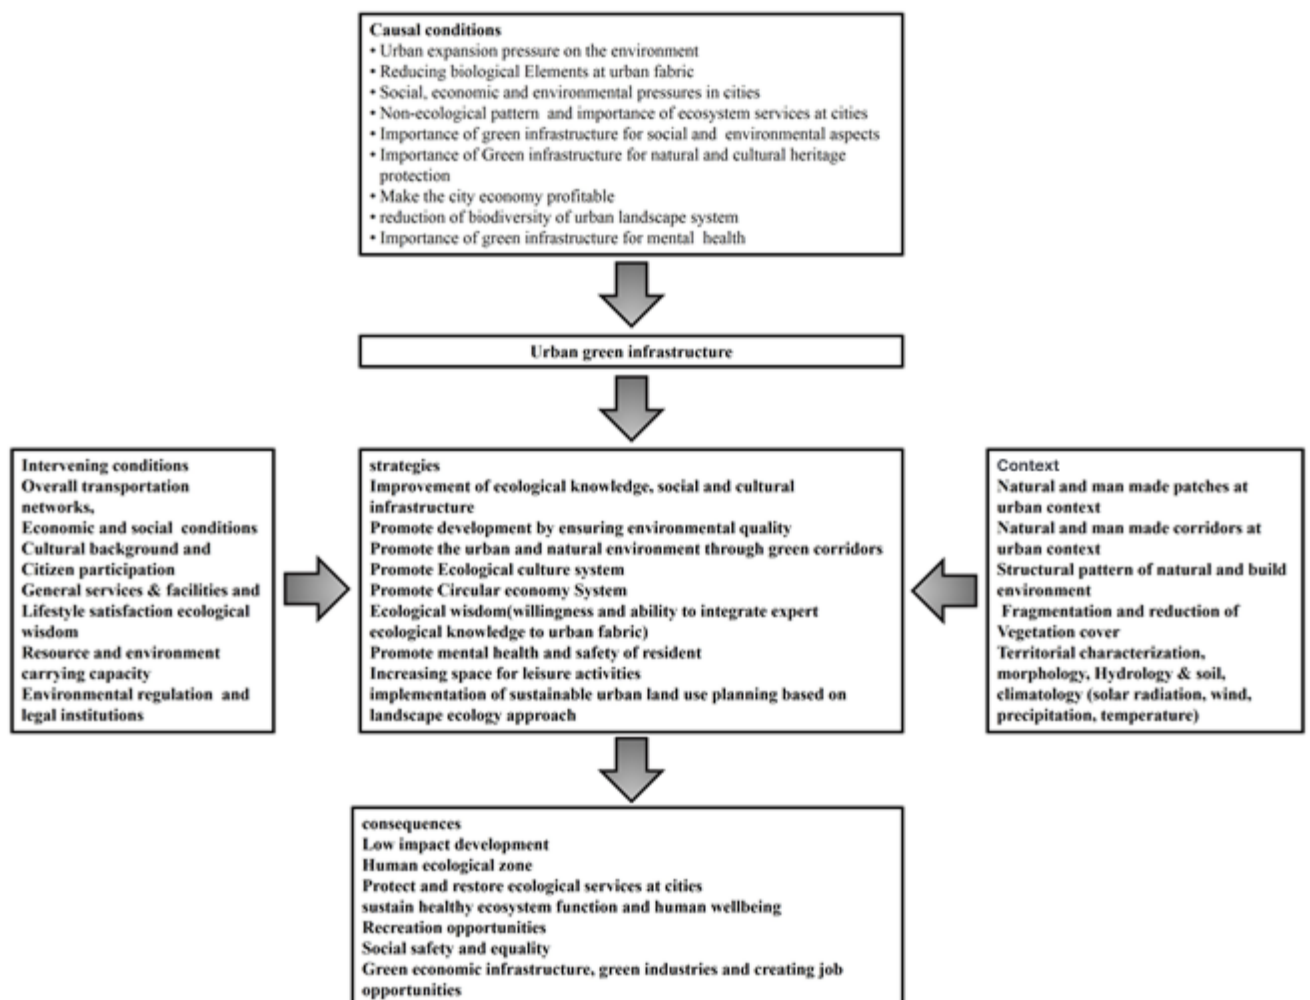 Causal conditions
• Urban expansion pressure on the environment
• Reducing biological Elements at urban fabric
• Social, economic and environmental pressures in cities
• Non-ecological pattern and importance of ecosystem services at cities
• Importance of green infrastructure for social and environmental aspects
• Importance of Green infrastructure for natural and cultural heritage
protection
• Make the city economy profitable
• reduction of biodiversity of urban landscape system
• Importance of green infrastructure for mental health
Urban green infrastructure
Intervening conditions
Overall transportation
networks,
Economic and social conditions
Cultural background and
Citizen participation
General services & facilities and
Lifestyle satisfaction ecological
wisdom
Resource and environment
carrying capacity
Environmental regulation and
legal institutions
strategies
Improvement of ecological knowledge, social and cultural
infrastructure
Promote development by ensuring environmental quality
Promote the urban and natural environment through green corridors
Promote Ecological culture system
Promote Circular economy System
Ecological wisdom(willingness and ability to integrate expert
ecological knowledge to urban fabric)
Promote mental health and safety of resident
Increasing space for leisure activities
implementation of sustainable urban land use planning based on
landscape ecology approach
Context
Natural and man made patches at
urban context
Natural and man made corridors at
urban context
Structural pattern of natural and build
environment
Fragmentation and reduction of
Vegetation cover
Territorial characterization,
morphology, Hydrology & soil,
climatology (solar radiation, wind,
precipitation, temperature)
consequences
Low impact development
Human ecological zone
Protect and restore ecological services at cities
sustain healthy ecosystem function and human wellbeing
Recreation opportunities
Social safety and equality
Green economic infrastructure, green industries and creating job
opportunities